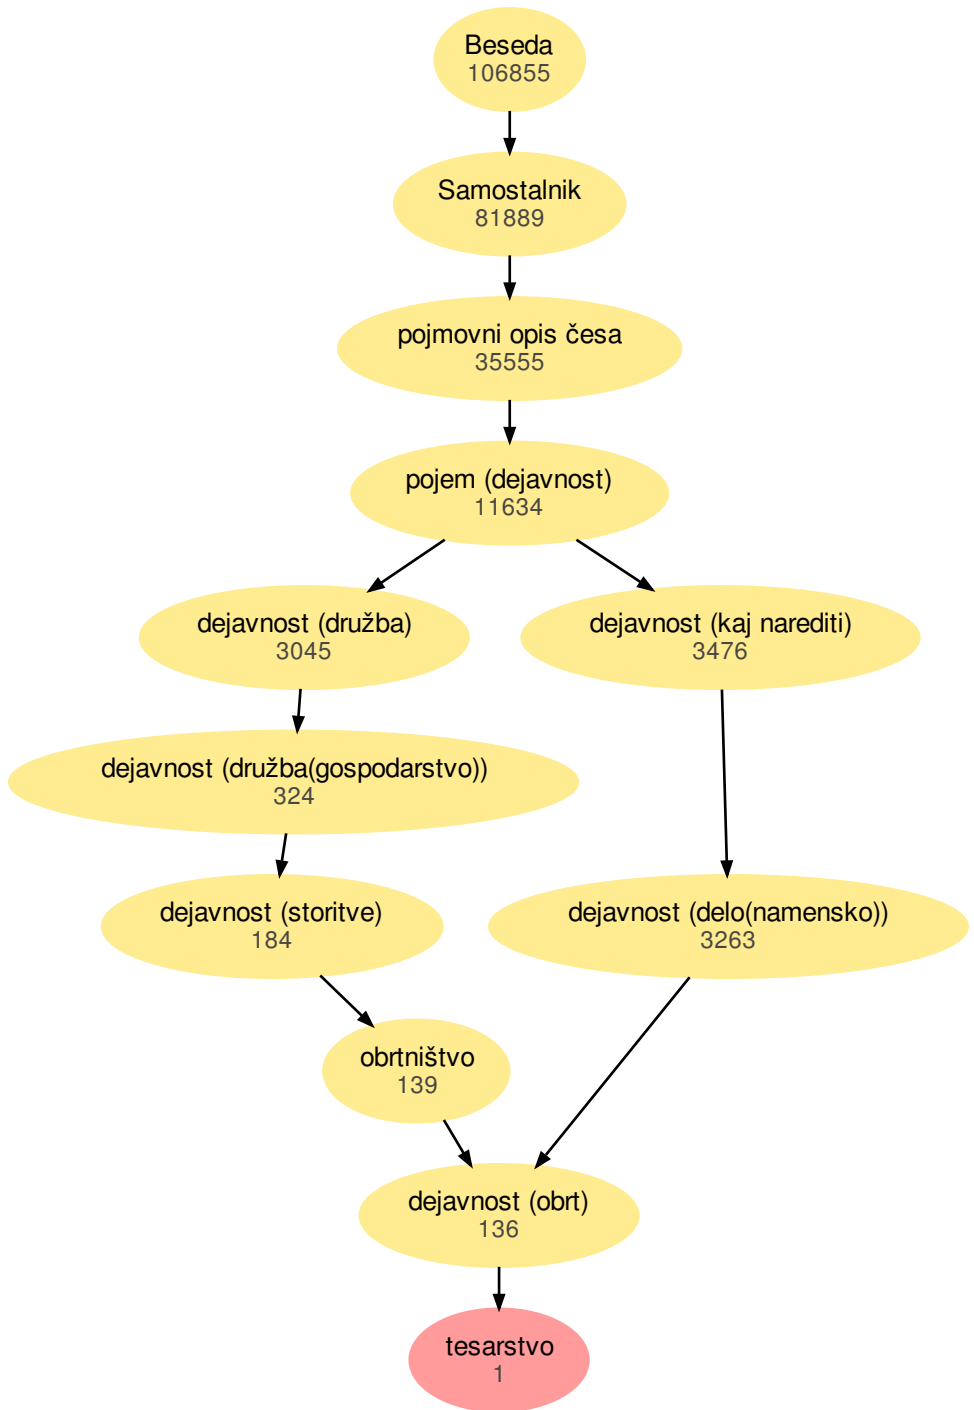 Beseda
106855
Samostalnik
81889
pojmovni opis česa
35555
pojem (dejavnost)
11634
dejavnost (družba)
3045
dejavnost (kaj narediti)
3476
dejavnost (družba(gospodarstvo))
324
dejavnost (storitve)
184
dejavnost (delo(namensko))
3263
obrtništvo
139
dejavnost (obrt)
136
tesarstvo
1